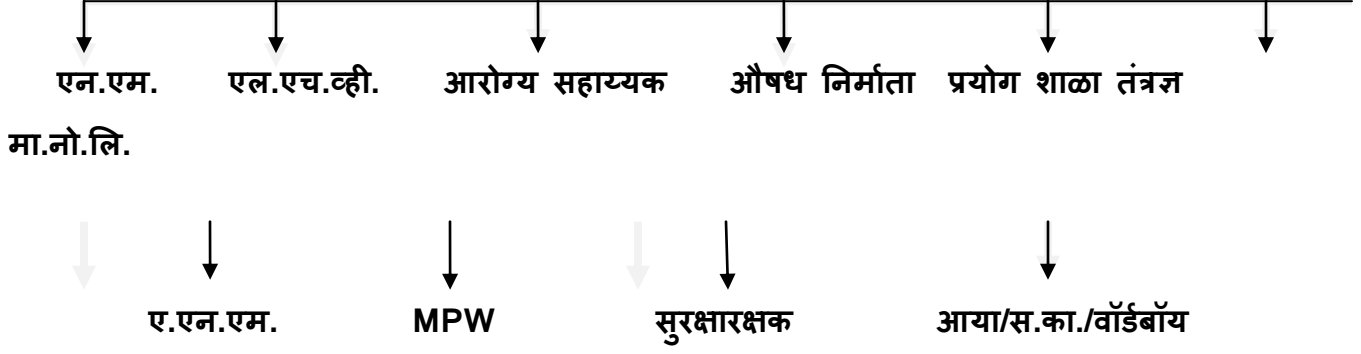 एन.एम. एल.एच.व्ही. आरोग्य सहाय्यक औषध निर्माता प्रयोग शाळा तंत्रज्ञ
मा.नो.लि.
ए.एन.एम. MPW सुरक्षारक्षक आया/स.का./वॉर्डबॉय